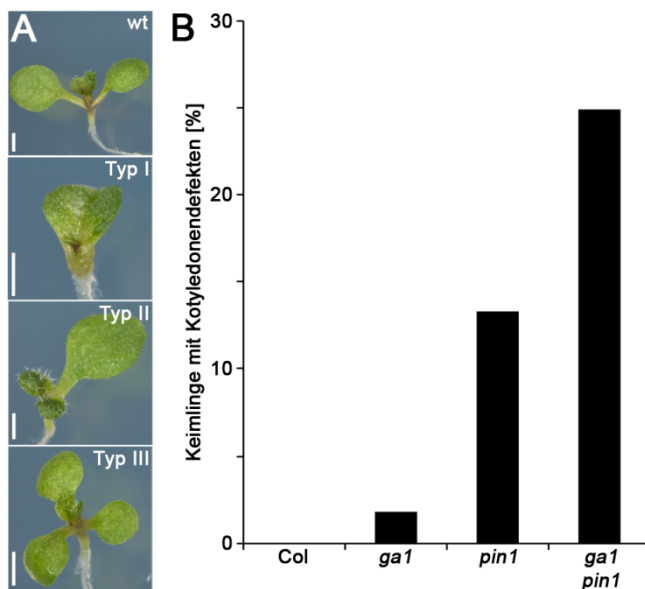 A
wt
Typ I
Typ II
Typ III
B
Keimlinge mit Kotyledonendefekten [%]
30
20
10
0
Col
ga1
pin1
ga1
pin1